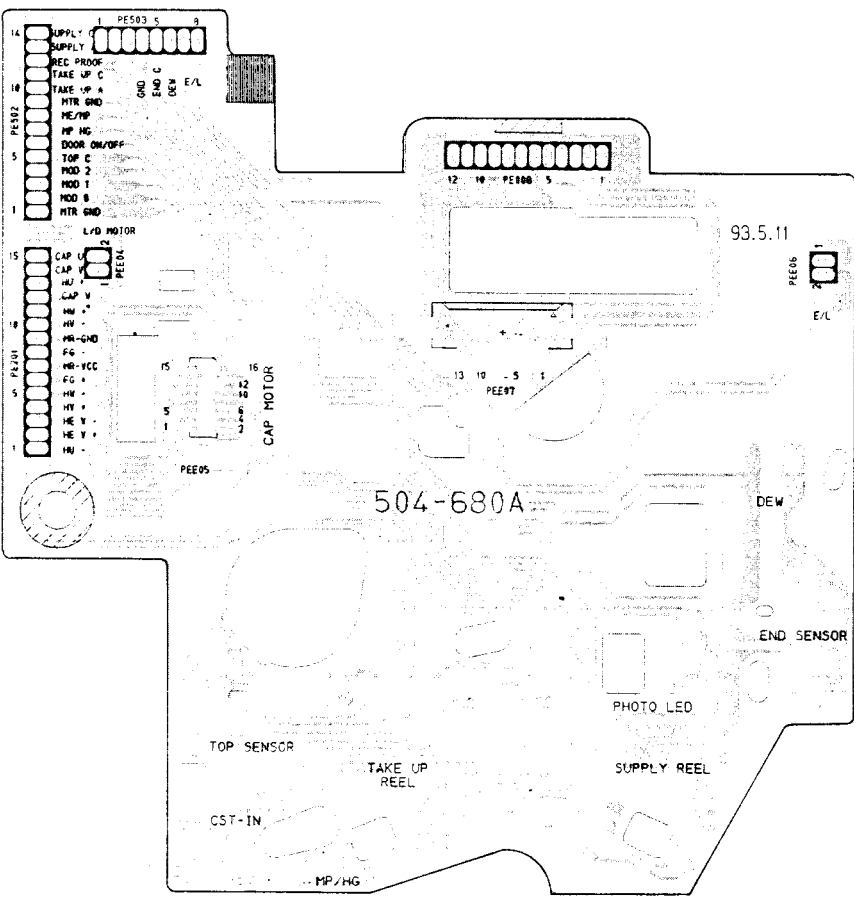 1 PE503 5 8
14 SUPPLY C
SUPPLY A
REC PROOF
TAKE UP C
10 TAKE UP A
MTR GND
ME/MP
MP HG
DOOR ON/OFF
5 TOP C
MOD 2
MOD 1
MOD 0
1 MTR GND
PE502
GND
END C
DEW
E/L
12 10 PE008 5 1
93.5.11
L/D MOTOR
2
PEE04
1
15 CAP U
CAP V
HU +
CAP W
HW +
10 HV -
MR-GND
FG -
MR-VCC
FG +
5 HW -
HV +
HE V -
HE V +
1 HU -
PE201
1
PEE06
2
E/L
+ -
13 10 5 1
PEE07
15 16
12
10
5 6
4
1 2
CAP MOTOR
PEE05
504-680A
DEW
END SENSOR
PHOTO LED
TOP SENSOR
TAKE UP
REEL
SUPPLY REEL
CST-IN
MP/HG